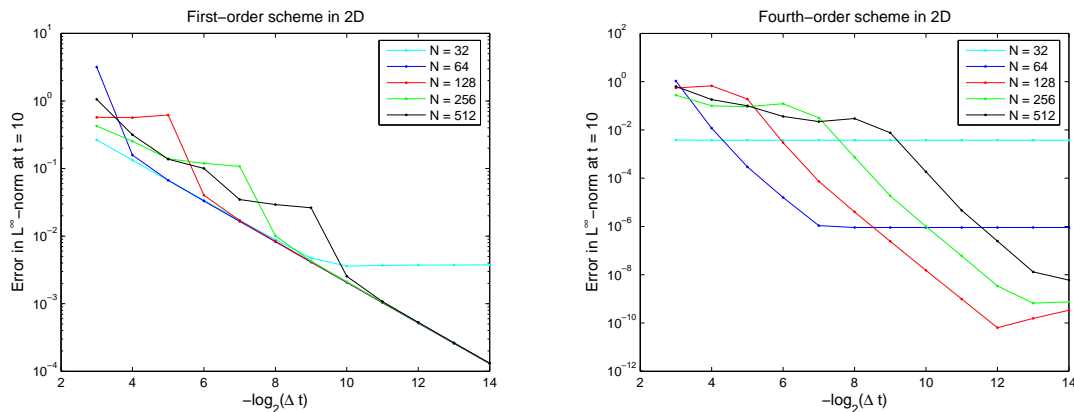 First−order scheme in 2D
Error in L∞−norm at t = 10
10^1
10^0
10^−1
10^−2
10^−3
10^−4
2 4 6 8 10 12 14
−log2(Δ t)
N = 32
N = 64
N = 128
N = 256
N = 512
Fourth−order scheme in 2D
Error in L∞−norm at t = 10
10^2
10^0
10^−2
10^−4
10^−6
10^−8
10^−10
10^−12
2 4 6 8 10 12 14
−log2(Δ t)
N = 32
N = 64
N = 128
N = 256
N = 512